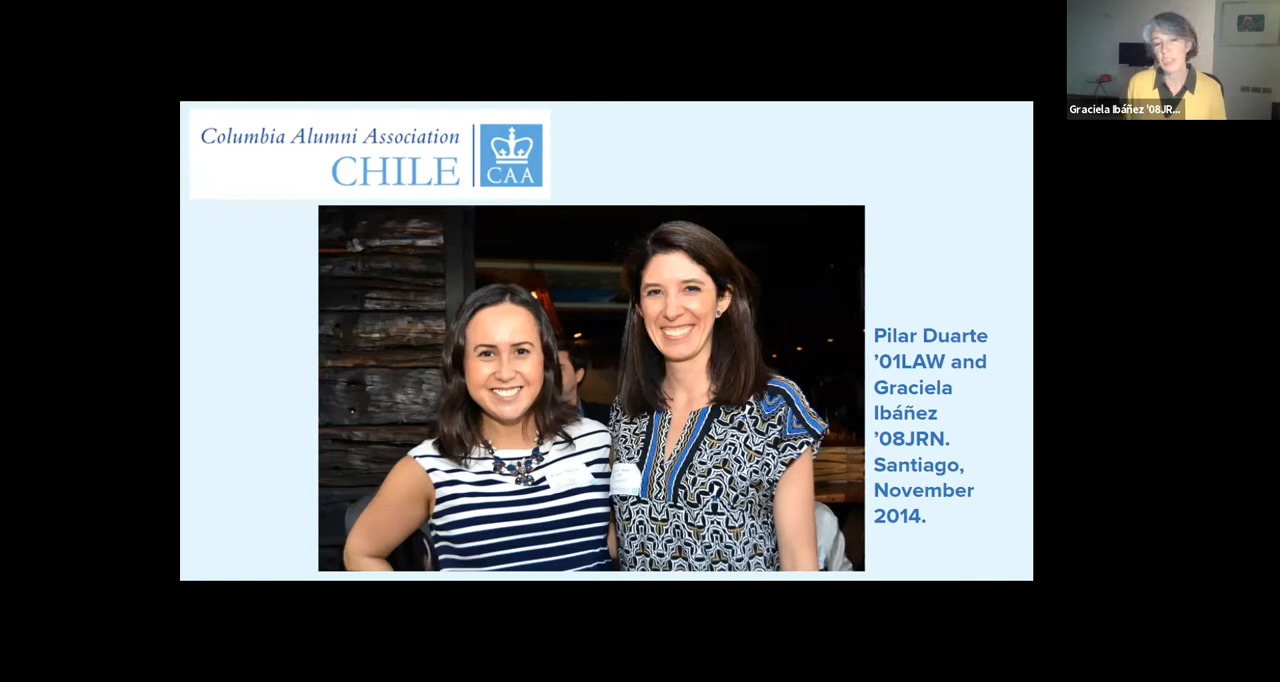 Columbia Alumni Association
CHILE
CAA
Pilar Duarte
’01LAW and
Graciela
Ibáñez
’08JRN.
Santiago,
November
2014.
Graciela Ibáñez '08JR...